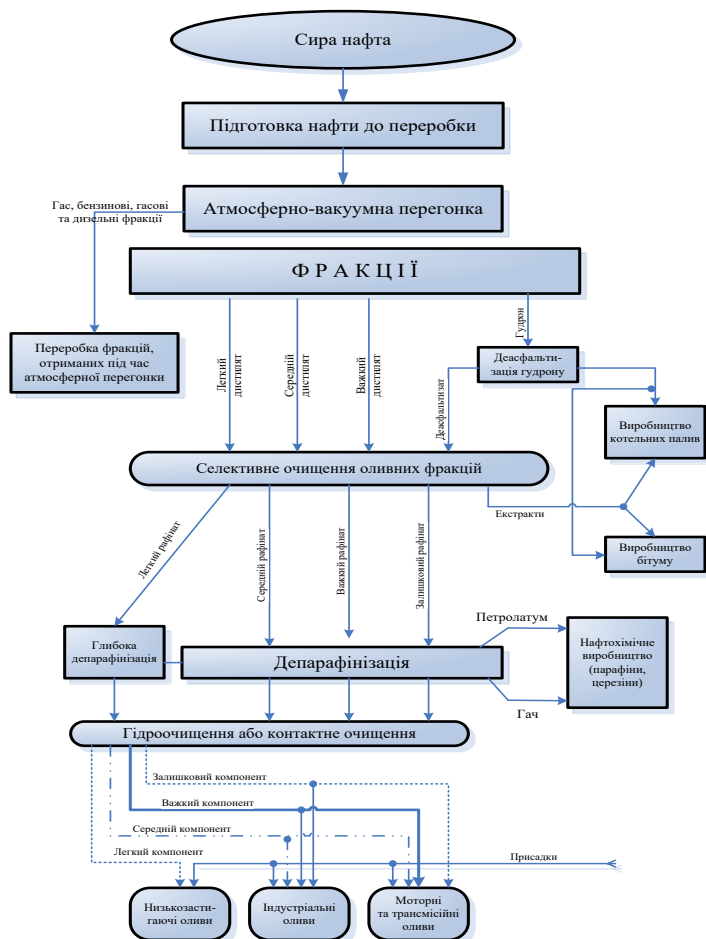 Сира нафта
Підготовка нафти до переробки
Гас, бензинові, гасові
та дизельні фракції
Атмосферно-вакуумна перегонка
Ф Р А К Ц І Ї
Переробка фракцій,
отриманих під час
атмосферної перегонки
Легкий
дистилят
Середній
дистилят
Важкий
дистилят
Гудрон
Деасфальти-
зація гудрону
Деасфальтизат
Виробництво
котельних палив
Селективне очищення оливних фракцій
Екстракти
Виробництво
бітуму
Легкий рафінат
Середній рафінат
Важкий рафінат
Залишковий рафінат
Глибока
депарафінізація
Депарафінізація
Петролатум
Гач
Нафтохімічне
виробництво
(парафіни,
церезіни)
Гідроочищення або контактне очищення
Залишковий компонент
Важкий компонент
Середній компонент
Легкий компонент
Присадки
Низькозасти-
гаючі оливи
Індустріальні
оливи
Моторні
та трансмісійні
оливи